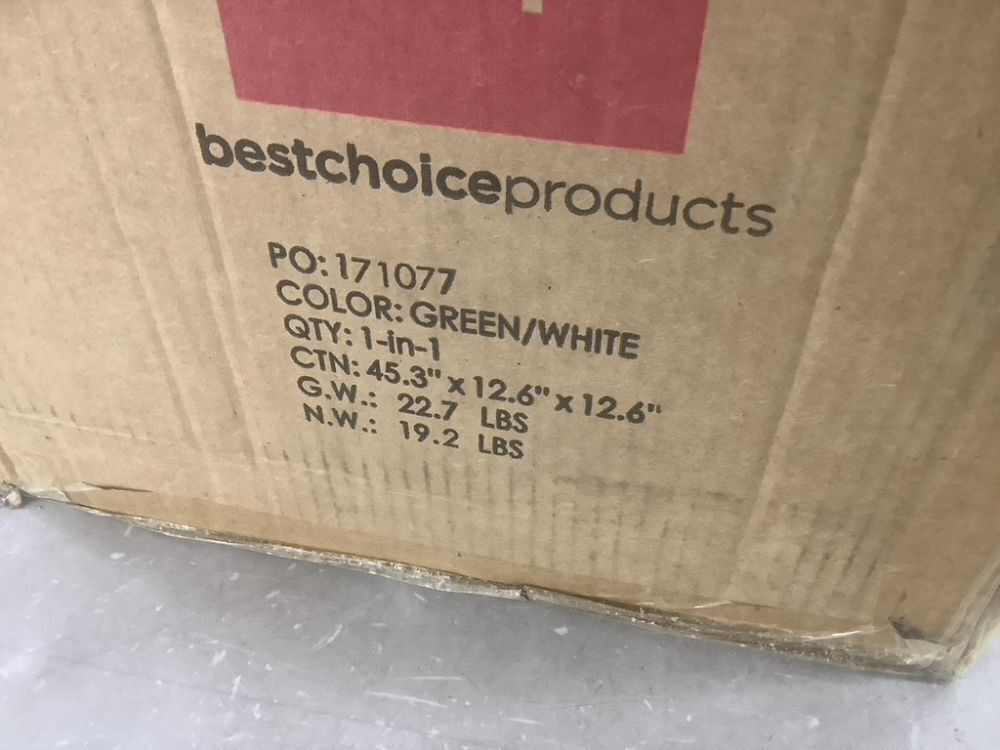 bestchoiceproducts
PO: 171077
COLOR: GREEN/WHITE
QTY: 1-in-1
CTN: 45.3" x 12.6" x 12.6"
G.W.: 22.7 LBS
N.W.: 19.2 LBS